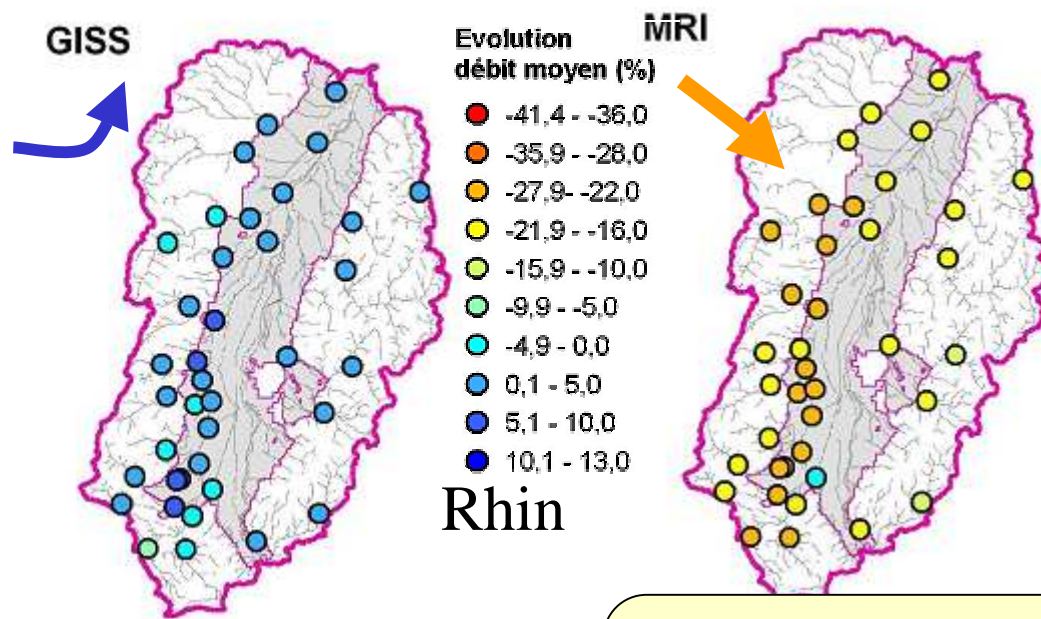 GISS
Evolution
débit moyen (%)
-41,4 - -36,0
-35,9 - -28,0
-27,9- -22,0
-21,9 - -16,0
-15,9 - -10,0
-9,9 - -5,0
-4,9 - 0,0
0,1 - 5,0
5,1 - 10,0
10,1 - 13,0
Rhin
MRI